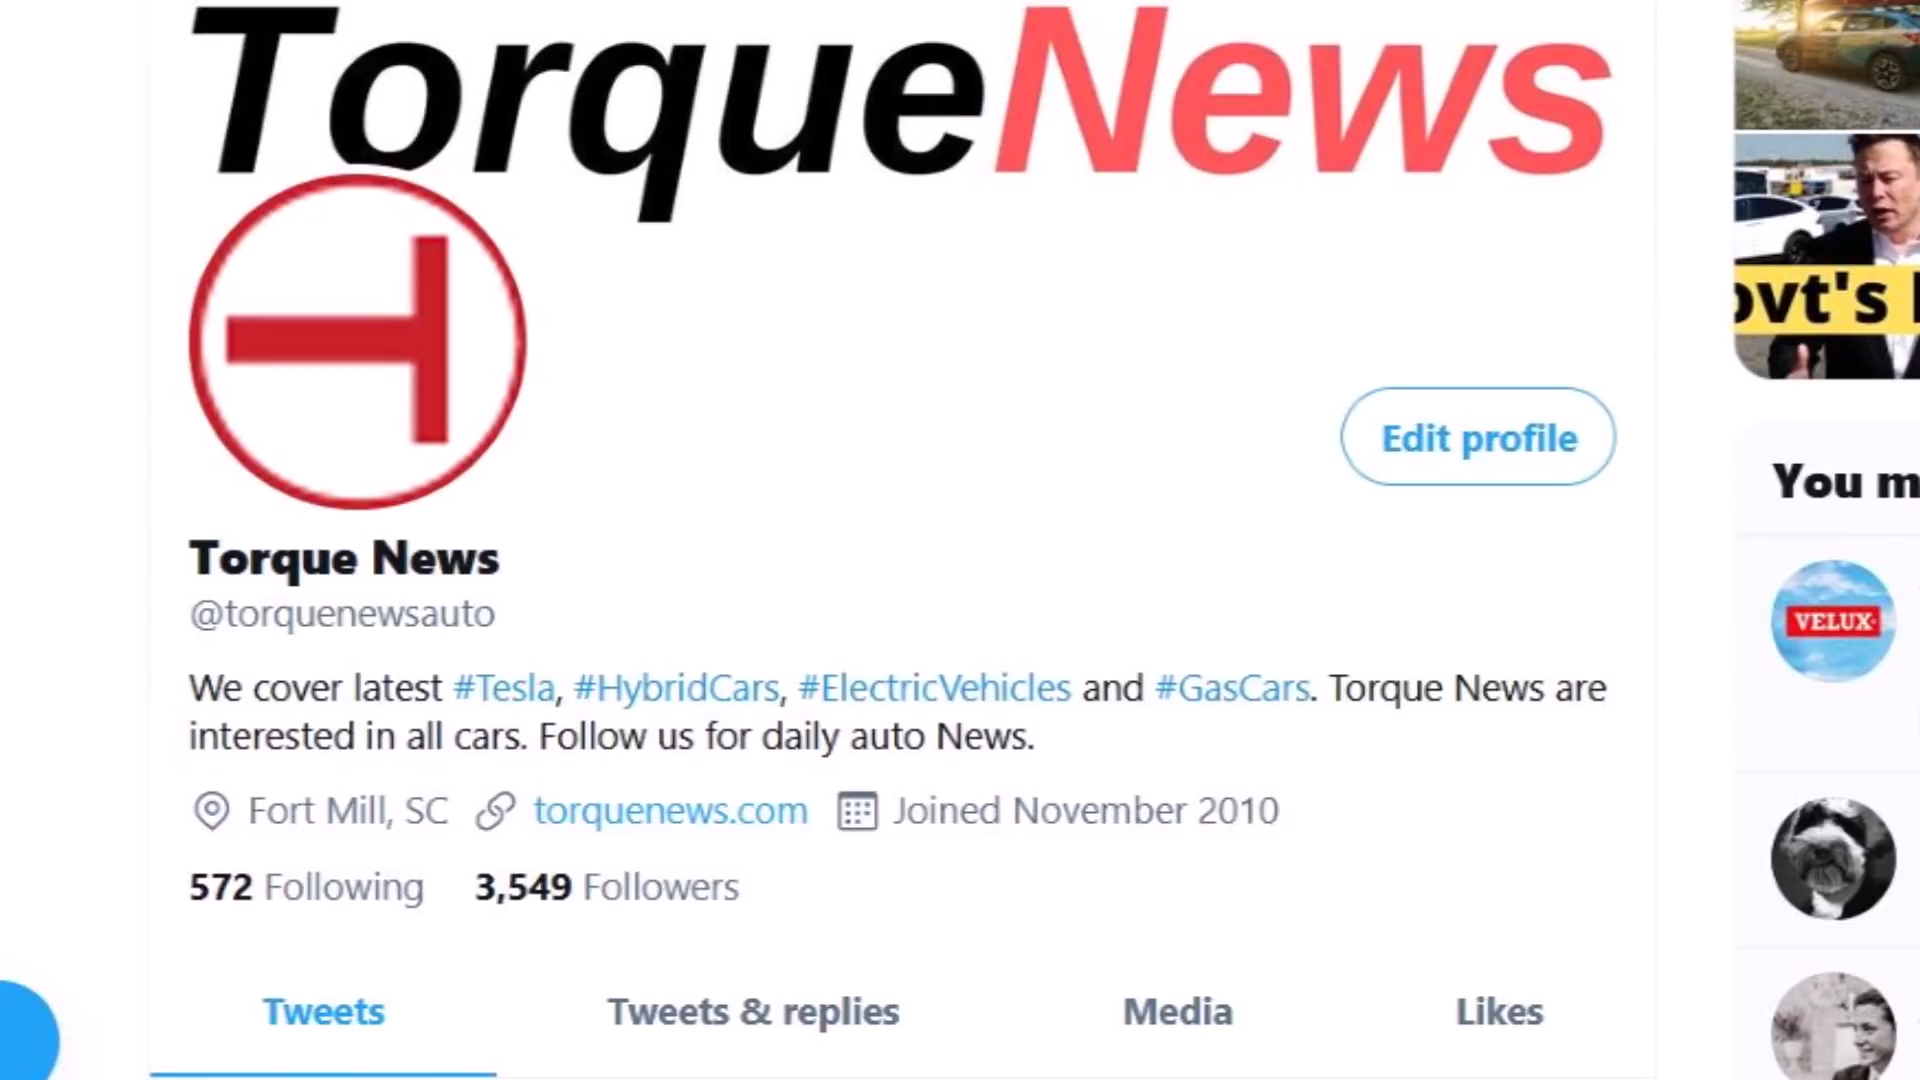 TorqueNews
T
Edit profile
Torque News
@torquenewsauto
We cover latest #Tesla, #HybridCars, #ElectricVehicles and #GasCars. Torque News are
interested in all cars. Follow us for daily auto News.
Fort Mill, SC torquenews.com Joined November 2010
572 Following 3,549 Followers
Tweets Tweets & replies Media Likes
ovt's
You m
VELUX